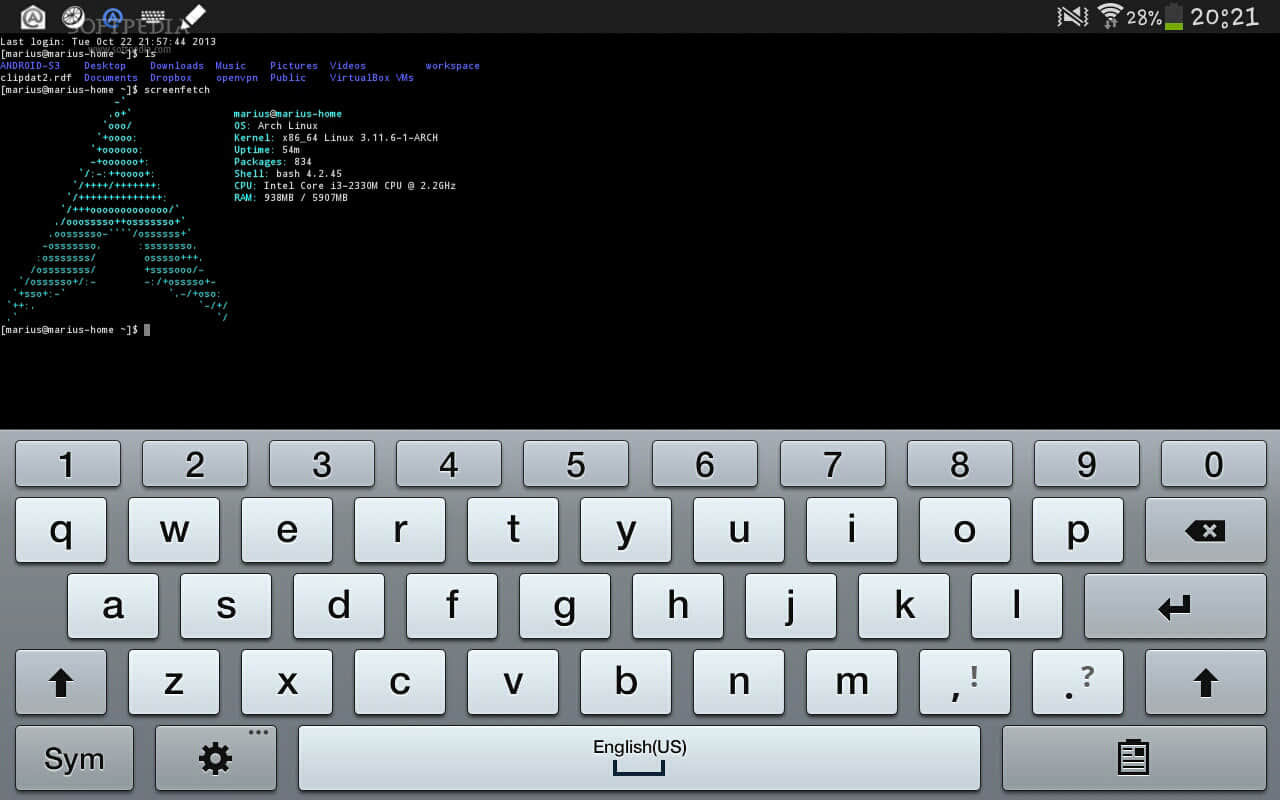 SOFTPEDIA
www.softpedia.com
28% 20:21
Last login: Tue Oct 22 21:57:44 2013
[marius@marius-home ~]$ ls
ANDROID-S3 Desktop Downloads Music Pictures Videos workspace
clipdat2.rdf Documents Dropbox openvpn Public VirtualBox VMs
[marius@marius-home ~]$ screenfetch
marius@marius-home
OS: Arch Linux
Kernel: x86_64 Linux 3.11.6-1-ARCH
Uptime: 54m
Packages: 834
Shell: bash 4.2.45
CPU: Intel Core i3-2330M CPU @ 2.2GHz
RAM: 938MB / 5907MB
[marius@marius-home ~]$
1 2 3 4 5 6 7 8 9 0
q w e r t y u i o p
a s d f g h j k l
z x c v b n m ,! .?
Sym English(US)